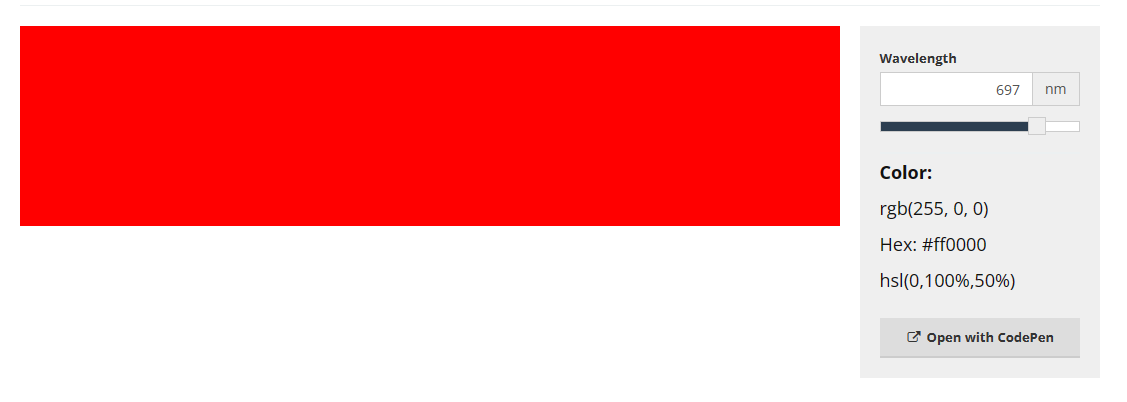 Wavelength
697 nm
Color:
rgb(255, 0, 0)
Hex: #ff0000
hsl(0,100%,50%)
Open with CodePen